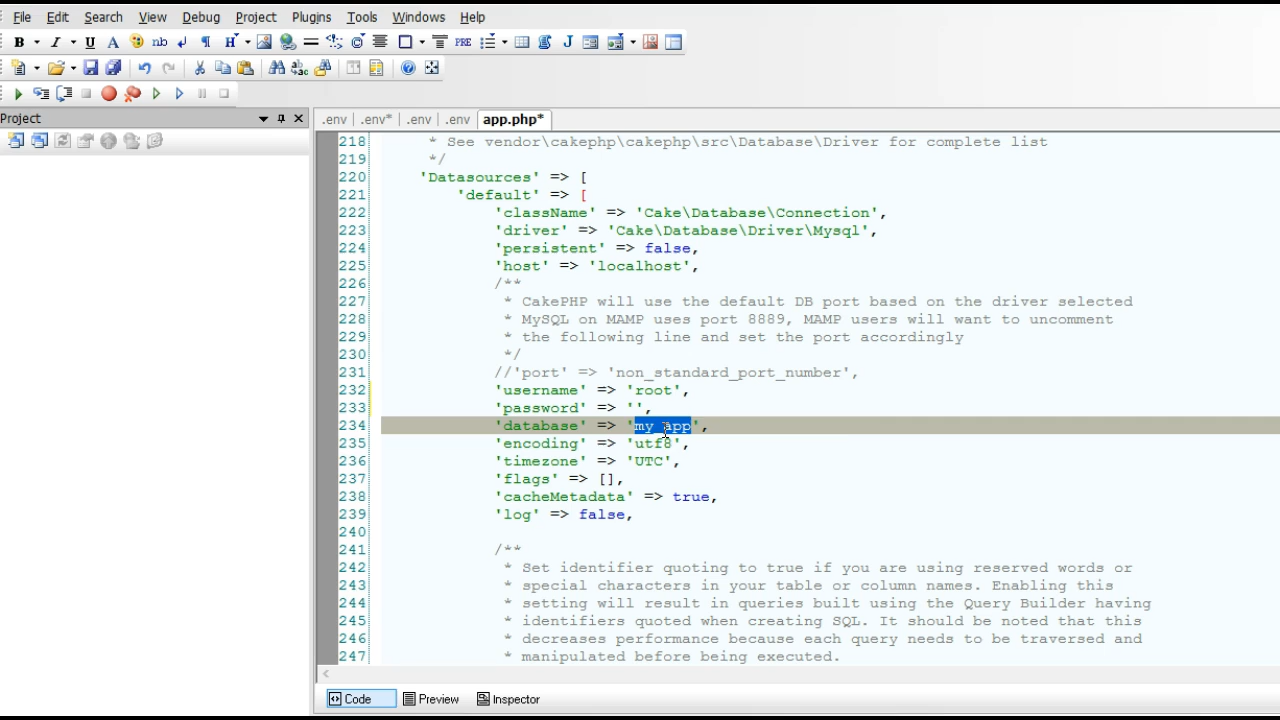 File Edit Search View Debug Project Plugins Tools Windows Help
B I U A nb ¶ H PRE J
Project
.env .env* .env .env app.php*
218 * See vendor\cakephp\cakephp\src\Database\Driver for complete list
219 */
220 'Datasources' => [
221 'default' => [
222 'className' => 'Cake\Database\Connection',
223 'driver' => 'Cake\Database\Driver\Mysql',
224 'persistent' => false,
225 'host' => 'localhost',
226 /**
227 * CakePHP will use the default DB port based on the driver selected
228 * MySQL on MAMP uses port 8889, MAMP users will want to uncomment
229 * the following line and set the port accordingly
230 */
231 //'port' => 'non_standard_port_number',
232 'username' => 'root',
233 'password' => '',
234 'database' => 'my_app',
235 'encoding' => 'utf8',
236 'timezone' => 'UTC',
237 'flags' => [],
238 'cacheMetadata' => true,
239 'log' => false,
240
241 /**
242 * Set identifier quoting to true if you are using reserved words or
243 * special characters in your table or column names. Enabling this
244 * setting will result in queries built using the Query Builder having
245 * identifiers quoted when creating SQL. It should be noted that this
246 * decreases performance because each query needs to be traversed and
247 * manipulated before being executed.
Code Preview Inspector